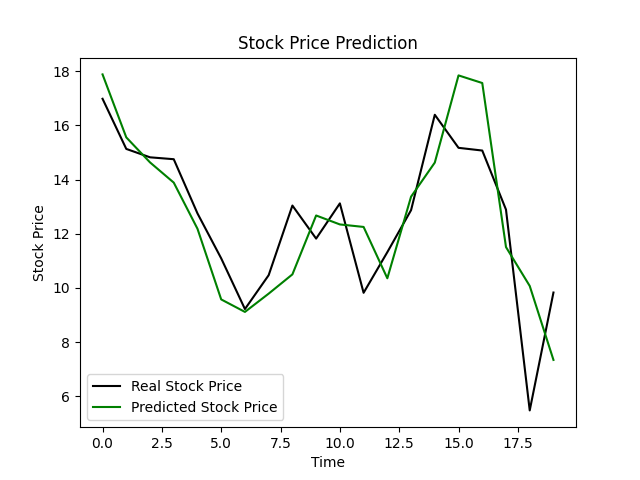 Stock Price Prediction
18
16
14
12
10
8
6
Stock Price
Real Stock Price
Predicted Stock Price
0.0 2.5 5.0 7.5 10.0 12.5 15.0 17.5
Time